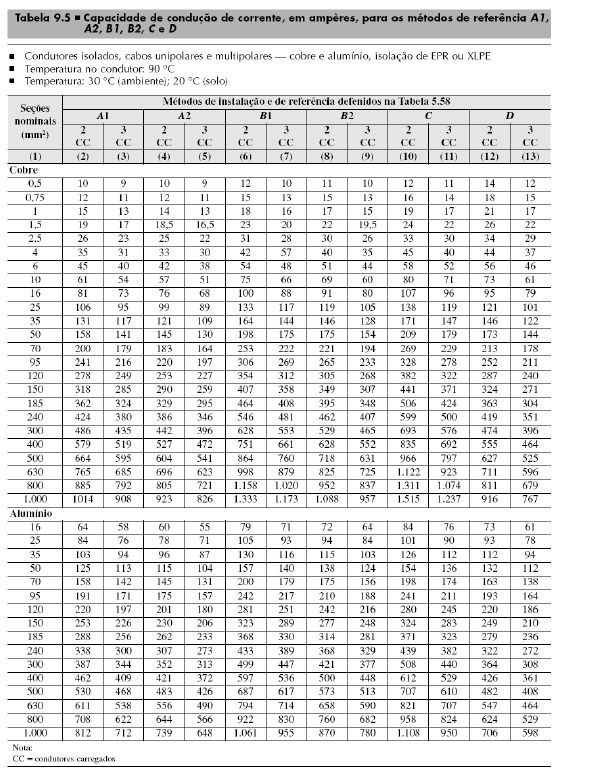 Tabela 9.5 ■ Capacidade de condução de corrente, em ampères, para os métodos de referência A1,
A2, B1, B2, C e D
■ Condutores isolados, cabos unipolares e multipolares — cobre e alumínio, isolação de EPR ou XLPE
■ Temperatura no condutor: 90 °C
■ Temperatura: 30 °C (ambiente); 20 °C (solo)
Seções nominais (mm²) Métodos de instalação e de referência defenidos na Tabela 5.58
A1 A2 B1 B2 C D
2 3 2 3 2 3 2 3 2 3 2 3
CC CC CC CC CC CC CC CC CC CC CC CC
(1) (2) (3) (4) (5) (6) (7) (8) (9) (10) (11) (12) (13)
Cobre
0,5 10 9 10 9 12 10 11 10 12 11 14 12
0,75 12 11 12 11 15 13 15 13 16 14 18 15
1 15 13 14 13 18 16 17 15 19 17 21 17
1,5 19 17 18,5 16,5 23 20 22 19,5 24 22 26 22
2,5 26 23 25 22 31 28 30 26 33 30 34 29
4 35 31 33 30 42 57 40 35 45 40 44 37
6 45 40 42 38 54 48 51 44 58 52 56 46
10 61 54 57 51 75 66 69 60 80 71 73 61
16 81 73 76 68 100 88 91 80 107 96 95 79
25 106 95 99 89 133 117 119 105 138 119 121 101
35 131 117 121 109 164 144 146 128 171 147 146 122
50 158 141 145 130 198 175 175 154 209 179 173 144
70 200 179 183 164 253 222 221 194 269 229 213 178
95 241 216 220 197 306 269 265 233 328 278 252 211
120 278 249 253 227 354 312 305 268 382 322 287 240
150 318 285 290 259 407 358 349 307 441 371 324 271
185 362 324 329 295 464 408 395 348 506 424 363 304
240 424 380 386 346 546 481 462 407 599 500 419 351
300 486 435 442 396 628 553 529 465 693 576 474 396
400 579 519 527 472 751 661 628 552 835 692 555 464
500 664 595 604 541 864 760 718 631 966 797 627 525
630 765 685 696 623 998 879 825 725 1.122 923 711 596
800 885 792 805 721 1.158 1.020 952 837 1.311 1.074 811 679
1.000 1014 908 923 826 1.333 1.173 1.088 957 1.515 1.237 916 767
Alumínio
16 64 58 60 55 79 71 72 64 84 76 73 61
25 84 76 78 71 105 93 94 84 101 90 93 78
35 103 94 96 87 130 116 115 103 126 112 112 94
50 125 113 115 104 157 140 138 124 154 136 132 112
70 158 142 145 131 200 179 175 156 198 174 163 138
95 191 171 175 157 242 217 210 188 241 211 193 164
120 220 197 201 180 281 251 242 216 280 245 220 186
150 253 226 230 206 323 289 277 248 324 283 249 210
185 288 256 262 233 368 330 314 281 371 323 279 236
240 338 300 307 273 433 389 368 329 439 382 322 272
300 387 344 352 313 499 447 421 377 508 440 364 308
400 462 409 421 372 597 536 500 448 612 529 426 361
500 530 468 483 426 687 617 573 513 707 610 482 408
630 611 538 556 490 794 714 658 590 821 707 547 464
800 708 622 644 566 922 830 760 682 958 824 624 529
1.000 812 712 739 648 1.061 955 870 780 1.108 950 706 598
Nota:
CC = condutores carregados